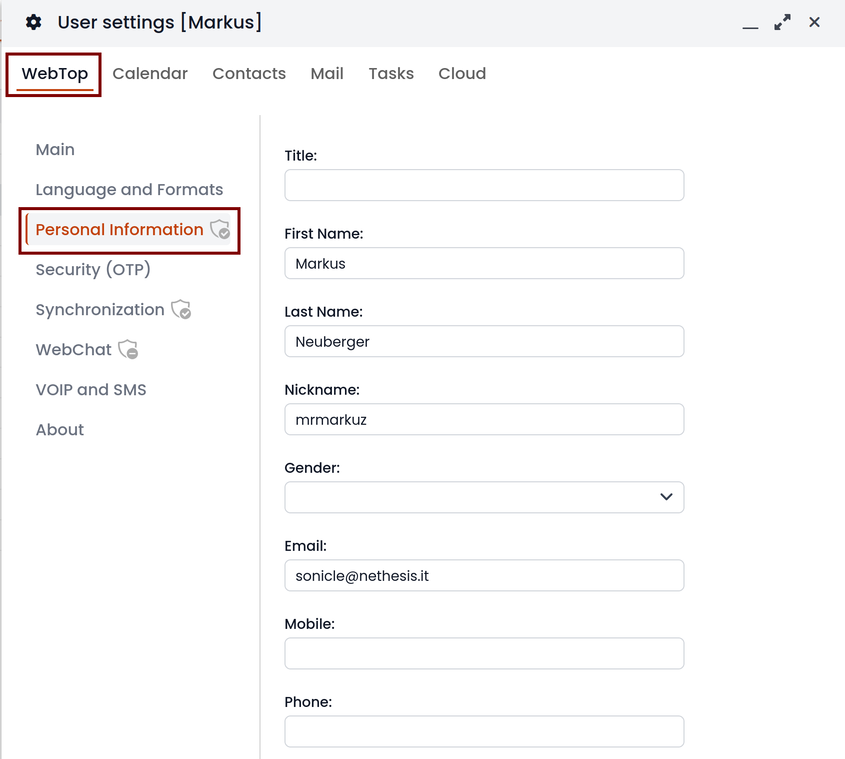 User settings [Markus]
WebTop Calendar Contacts Mail Tasks Cloud
Main
Language and Formats
Personal Information
Security (OTP)
Synchronization
WebChat
VOIP and SMS
About
Title:
First Name:
Markus
Last Name:
Neuberger
Nickname:
mrmarkuz
Gender:
Email:
sonicle@nethesis.it
Mobile:
Phone: